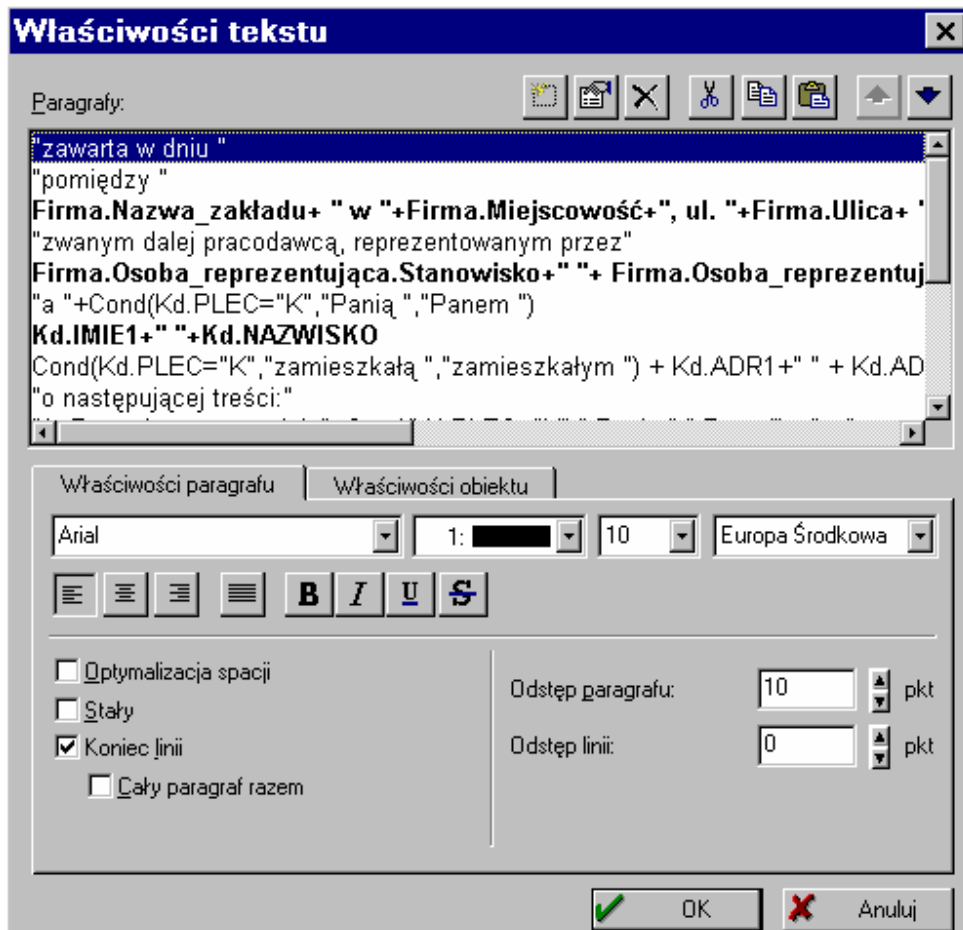 Właściwości tekstu
Paragrafy:
"zawarta w dniu "
"pomiędzy "
Firma.Nazwa_zakładu+ " w "+Firma.Miejscowość+", ul. "+Firma.Ulica+ "
"zwanym dalej pracodawcą, reprezentowanym przez"
Firma.Osoba_reprezentująca.Stanowisko+" "+ Firma.Osoba_reprezentuj
"a "+Cond(Kd.PLEC="K","Panią ","Panem ")
Kd.IMIE1+" "+Kd.NAZWISKO
Cond(Kd.PLEC="K","zamieszkałą ","zamieszkałym ") + Kd.ADR1+" " + Kd.AD
"o następującej treści:"
Właściwości paragrafu Właściwości obiektu
Arial 1: 10 Europa Środkowa
B I U S
Optymalizacja spacji
Stały
Koniec linii
Cały paragraf razem
Odstęp paragrafu: 10 pkt
Odstęp linii: 0 pkt
OK Anuluj